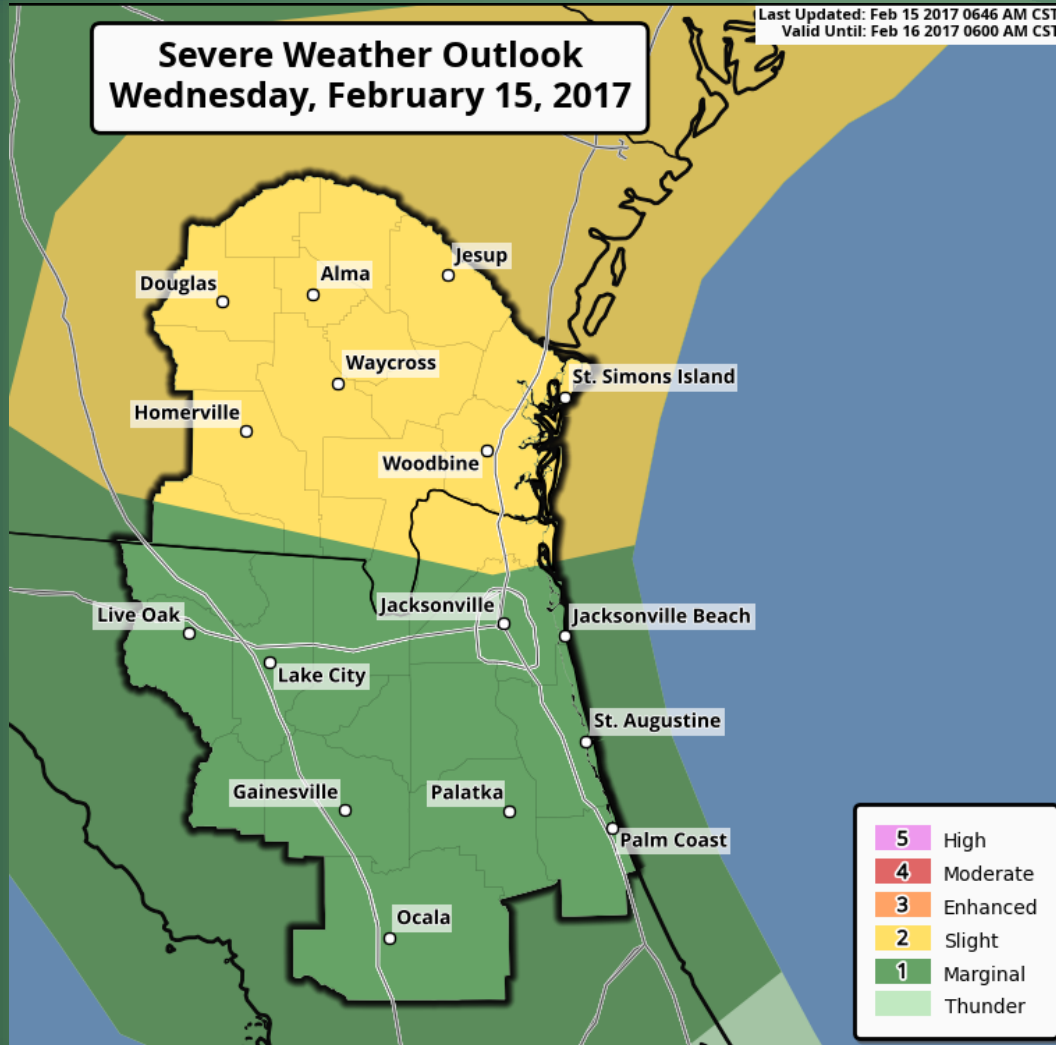 Last Updated: Feb 15 2017 0646 AM CST
Valid Until: Feb 16 2017 0600 AM CST
Severe Weather Outlook
Wednesday, February 15, 2017
Jesup
Alma
Douglas
Waycross
St. Simons Island
Homerville
Woodbine
Jacksonville
Live Oak
Jacksonville Beach
Lake City
St. Augustine
Gainesville
Palatka
Palm Coast
Ocala
5 High
4 Moderate
3 Enhanced
2 Slight
1 Marginal
Thunder